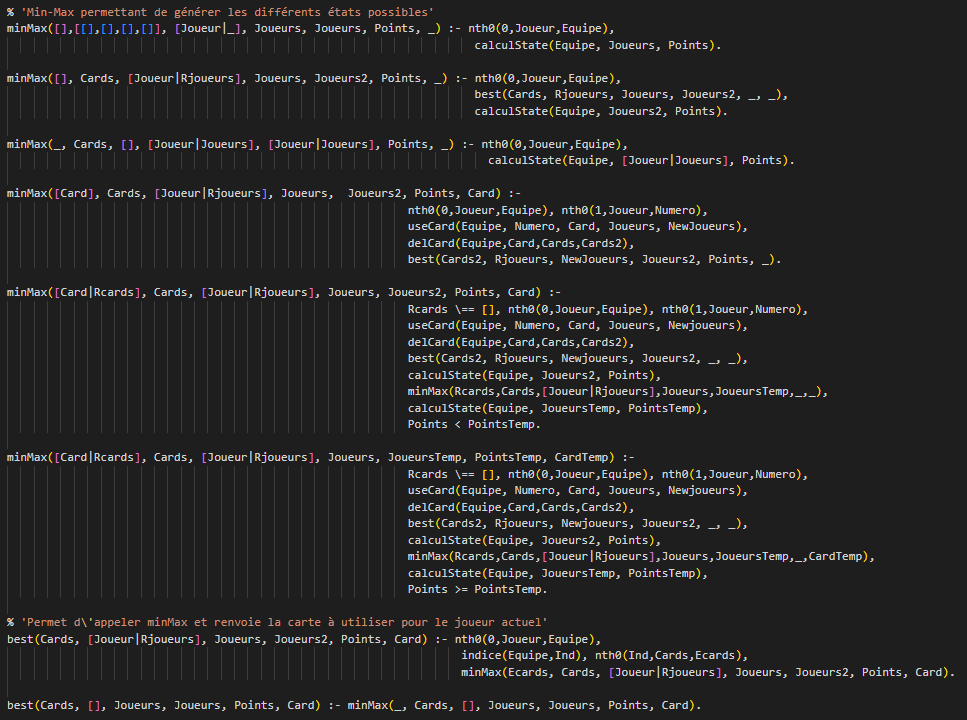 % 'Min-Max permettant de générer les différents états possibles'
minMax([],[[],[],[],[]], [Joueur|_], Joueurs, Joueurs, Points, _) :- nth0(0,Joueur,Equipe),
calculState(Equipe, Joueurs, Points).
minMax([], Cards, [Joueur|Rjoueurs], Joueurs, Joueurs2, Points, _) :- nth0(0,Joueur,Equipe),
best(Cards, Rjoueurs, Joueurs, Joueurs2, _, _),
calculState(Equipe, Joueurs2, Points).
minMax(_, Cards, [], [Joueur|Joueurs], [Joueur|Joueurs], Points, _) :- nth0(0,Joueur,Equipe),
calculState(Equipe, [Joueur|Joueurs], Points).
minMax([Card], Cards, [Joueur|Rjoueurs], Joueurs,  Joueurs2, Points, Card) :-
nth0(0,Joueur,Equipe), nth0(1,Joueur,Numero),
useCard(Equipe, Numero, Card, Joueurs, NewJoueurs),
delCard(Equipe,Card,Cards,Cards2),
best(Cards2, Rjoueurs, NewJoueurs, Joueurs2, Points, _).
minMax([Card|Rcards], Cards, [Joueur|Rjoueurs], Joueurs, Joueurs2, Points, Card) :-
Rcards \== [], nth0(0,Joueur,Equipe), nth0(1,Joueur,Numero),
useCard(Equipe, Numero, Card, Joueurs, Newjoueurs),
delCard(Equipe,Card,Cards,Cards2),
best(Cards2, Rjoueurs, Newjoueurs, Joueurs2, _, _),
calculState(Equipe, Joueurs2, Points),
minMax(Rcards,Cards,[Joueur|Rjoueurs],Joueurs,JoueursTemp,_,_),
calculState(Equipe, JoueursTemp, PointsTemp),
Points < PointsTemp.
minMax([Card|Rcards], Cards, [Joueur|Rjoueurs], Joueurs, JoueursTemp, PointsTemp, CardTemp) :-
Rcards \== [], nth0(0,Joueur,Equipe), nth0(1,Joueur,Numero),
useCard(Equipe, Numero, Card, Joueurs, Newjoueurs),
delCard(Equipe,Card,Cards,Cards2),
best(Cards2, Rjoueurs, Newjoueurs, Joueurs2, _, _),
calculState(Equipe, Joueurs2, Points),
minMax(Rcards,Cards,[Joueur|Rjoueurs],Joueurs,JoueursTemp,_,CardTemp),
calculState(Equipe, JoueursTemp, PointsTemp),
Points >= PointsTemp.
% 'Permet d\'appeler minMax et renvoie la carte à utiliser pour le joueur actuel'
best(Cards, [Joueur|Rjoueurs], Joueurs, Joueurs2, Points, Card) :- nth0(0,Joueur,Equipe),
indice(Equipe,Ind), nth0(Ind,Cards,Ecards),
minMax(Ecards, Cards, [Joueur|Rjoueurs], Joueurs, Joueurs2, Points, Card).
best(Cards, [], Joueurs, Joueurs, Points, Card) :- minMax(_, Cards, [], Joueurs, Joueurs, Points, Card).